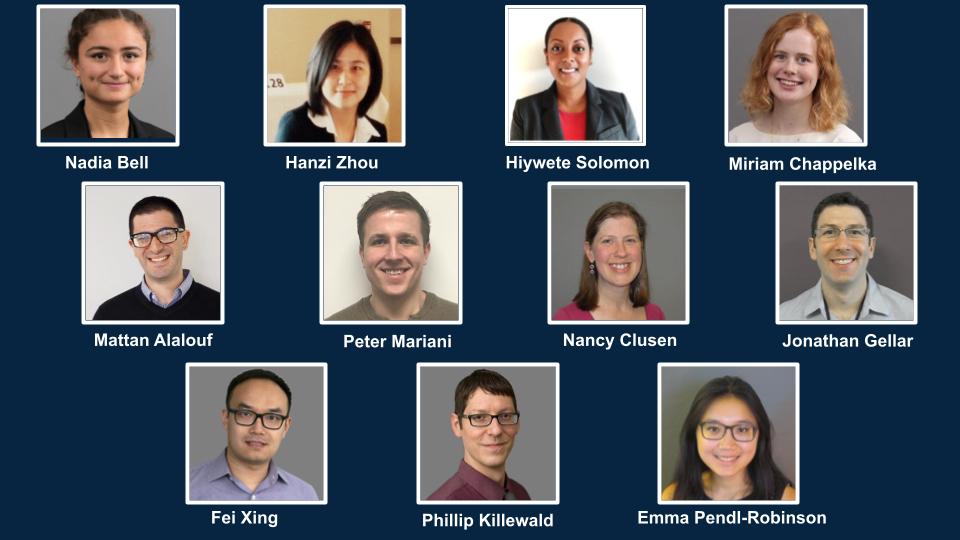 .28
Nadia Bell
Hanzi Zhou
Hiywete Solomon
Miriam Chappelka
Mattan Alalouf
Peter Mariani
Nancy Clusen
Jonathan Gellar
Fei Xing
Phillip Killewald
Emma Pendl-Robinson